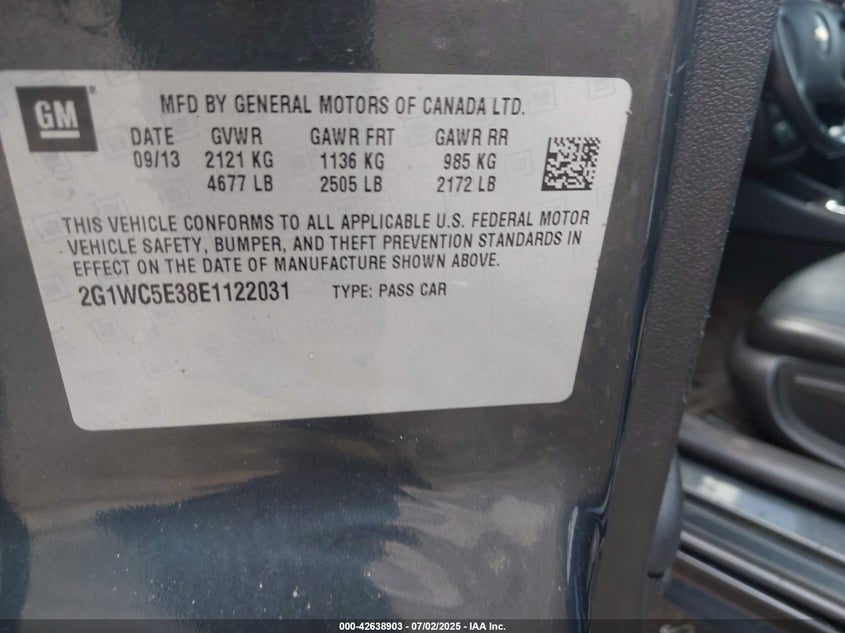 GM ®
MFD BY GENERAL MOTORS OF CANADA LTD.
DATE GVWR GAWR FRT GAWR RR
09/13 2121 KG 1136 KG 985 KG
4677 LB 2505 LB 2172 LB
THIS VEHICLE CONFORMS TO ALL APPLICABLE U.S. FEDERAL MOTOR
VEHICLE SAFETY, BUMPER, AND THEFT PREVENTION STANDARDS IN
EFFECT ON THE DATE OF MANUFACTURE SHOWN ABOVE.
2G1WC5E38E1122031 TYPE: PASS CAR
000-42638903 - 07/02/2025 - IAA Inc.